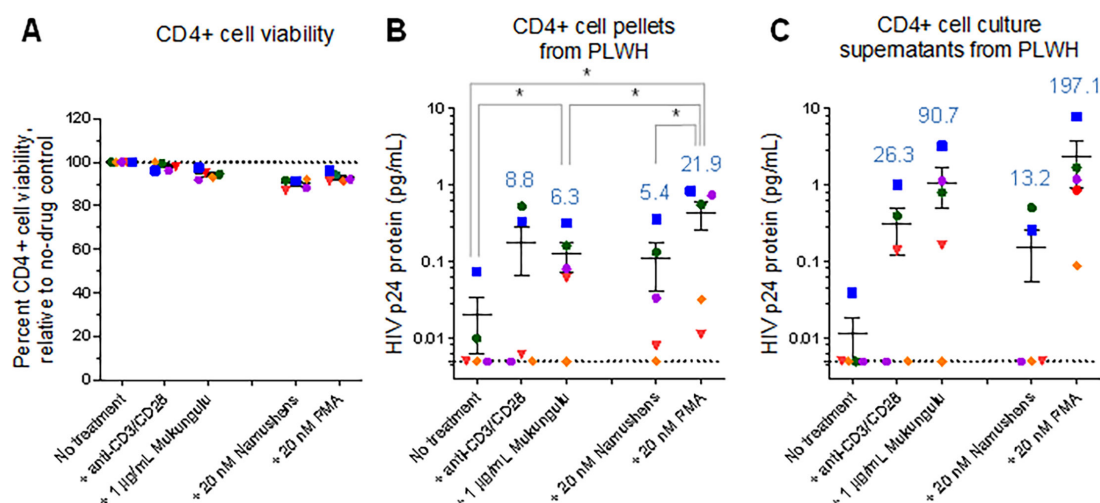 A
CD4+ cell viability
Percent CD4+ cell viability,
relative to no-drug control
120
100
80
60
40
20
0
No treatment
+ anti-CD3/CD28
+ 1 µg/mL Mukungulu
+ 20 nM Namushens
+ 20 nM PMA
B
CD4+ cell pellets
from PLWH
HIV p24 protein (pg/mL)
10
1
0.1
0.01
*
*
*
*
8.8
6.3
5.4
21.9
No treatment
+ anti-CD3/CD28
+ 1 µg/mL Mukungulu
+ 20 nM Namushens
+ 20 nM PMA
C
CD4+ cell culture
supernatants from PLWH
HIV p24 protein (pg/mL)
10
1
0.1
0.01
26.3
90.7
13.2
197.1
No treatment
+ anti-CD3/CD28
+ 1 µg/mL Mukungulu
+ 20 nM Namushens
+ 20 nM PMA